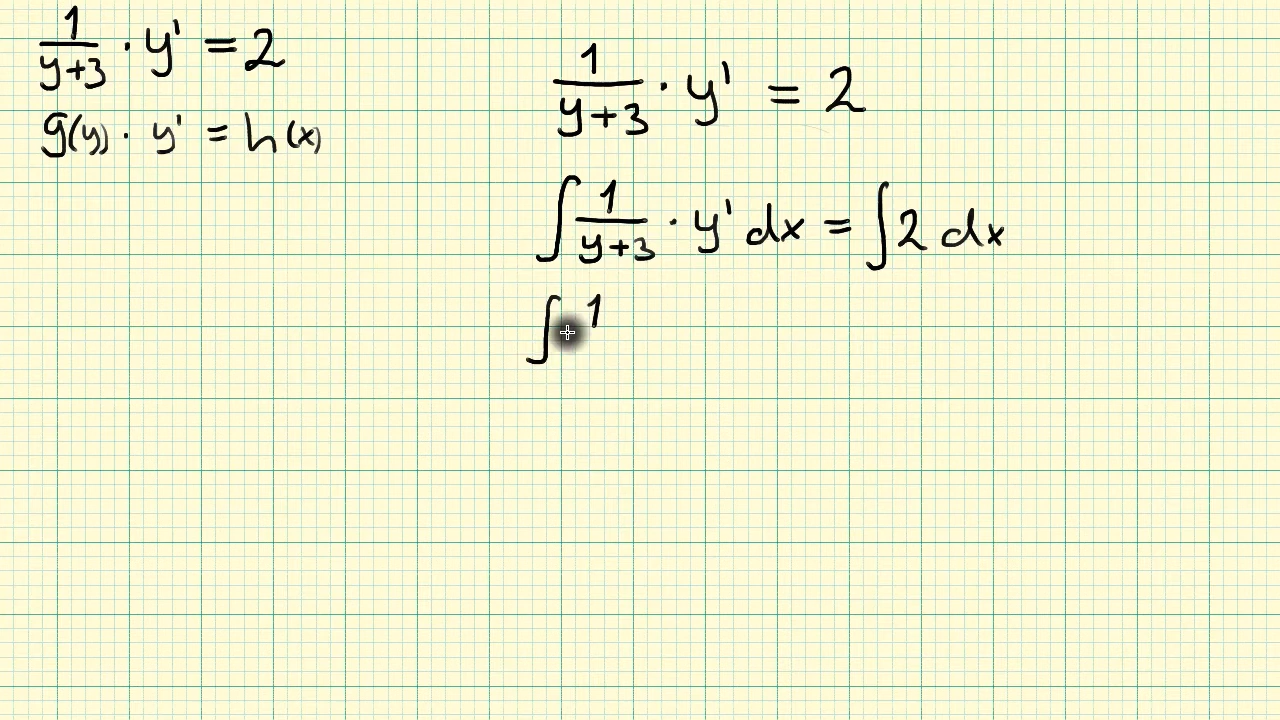 1/(y+3) · y' = 2
g(y) · y' = h(x)
1/(y+3) · y' = 2
∫ 1/(y+3) · y' dx = ∫ 2 dx
∫ 1